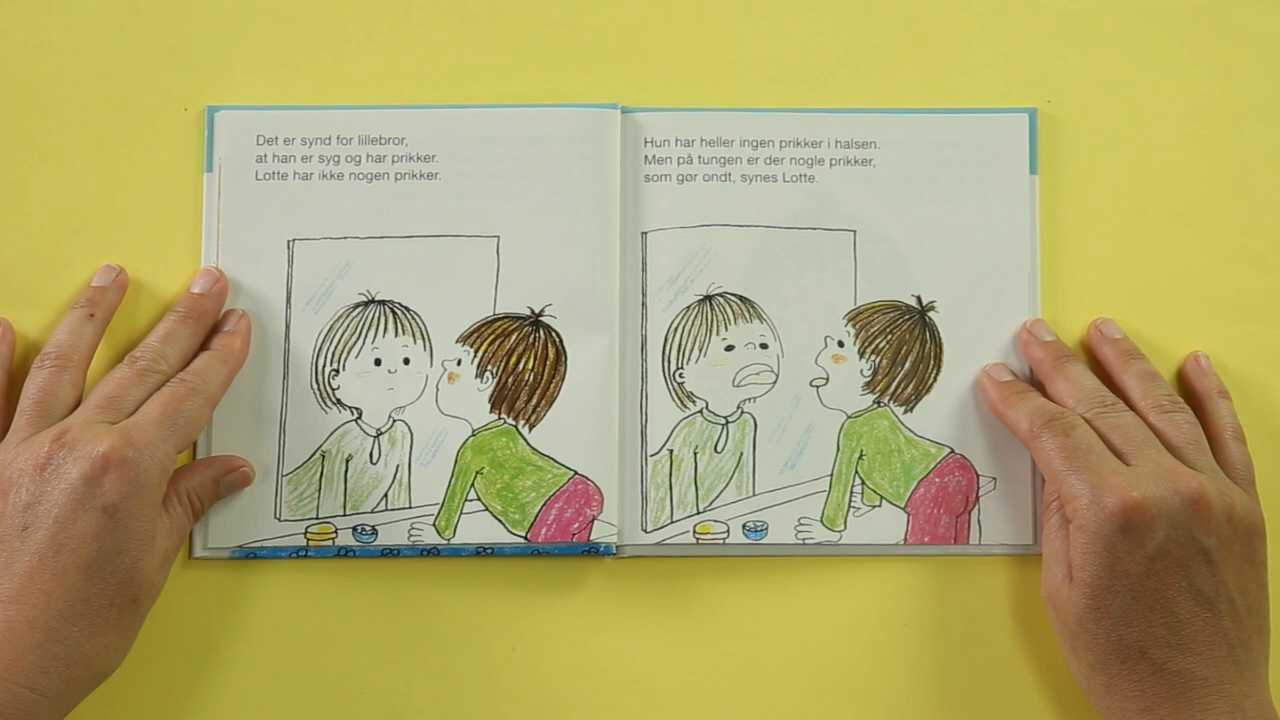 Det er synd for lillebror,
at han er syg og har prikker.
Lotte har ikke nogen prikker.
Hun har heller ingen prikker i halsen.
Men på tungen er der nogle prikker,
som gør ondt, synes Lotte.